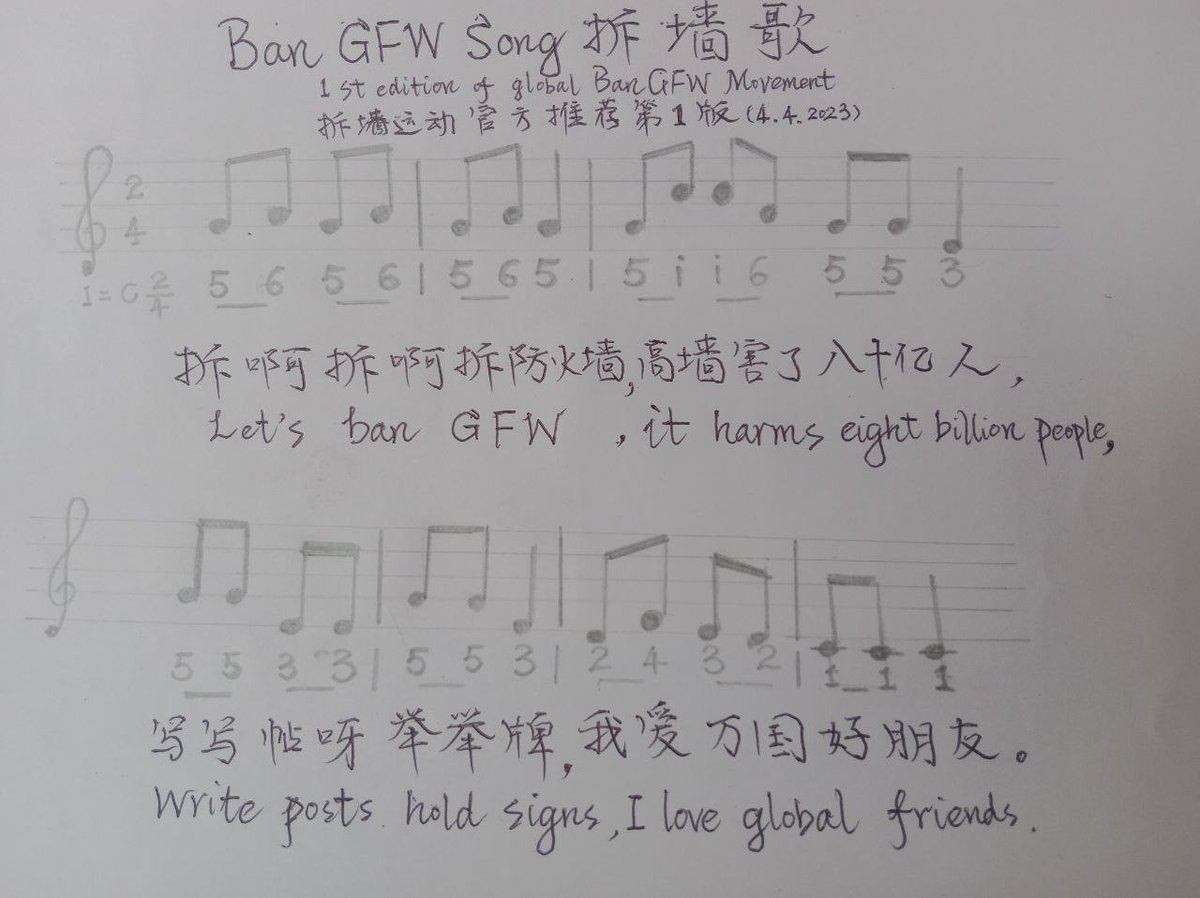 Ban GFW Song 拆墙歌
1st edition of global Ban GFW Movement
拆墙运动官方推荐第1版(4.4.2023)
2
4
1=C 2/4 5 6 5 6 | 5 6 5 | 5 i i 6 5 5 3
拆啊拆啊拆防火墙,高墙害了八十亿人,
Let's ban GFW , it harms eight billion people,
5 5 3 3 | 5 5 3 | 2 4 3 2 | 1 1 1
写写帖呀举举牌,我爱万国好朋友。
Write posts hold signs, I love global friends.